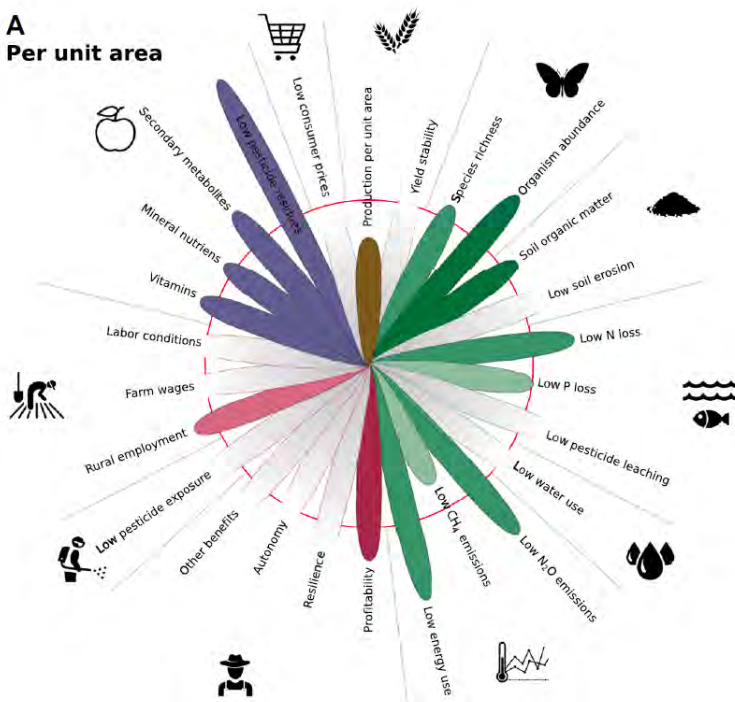 A
Per unit area
Low consumer prices
Production per unit area
Yield stability
Species richness
Organism abundance
Soil organic matter
Low soil erosion
Low N loss
Low P loss
Low pesticide leaching
Low water use
Low N₂O emissions
Low CH₄ emissions
Low energy use
Profitability
Resilience
Autonomy
Other benefits
Low pesticide exposure
Rural employment
Farm wages
Labor conditions
Vitamins
Mineral nutriens
Secondary metabolites
Low pesticide residues